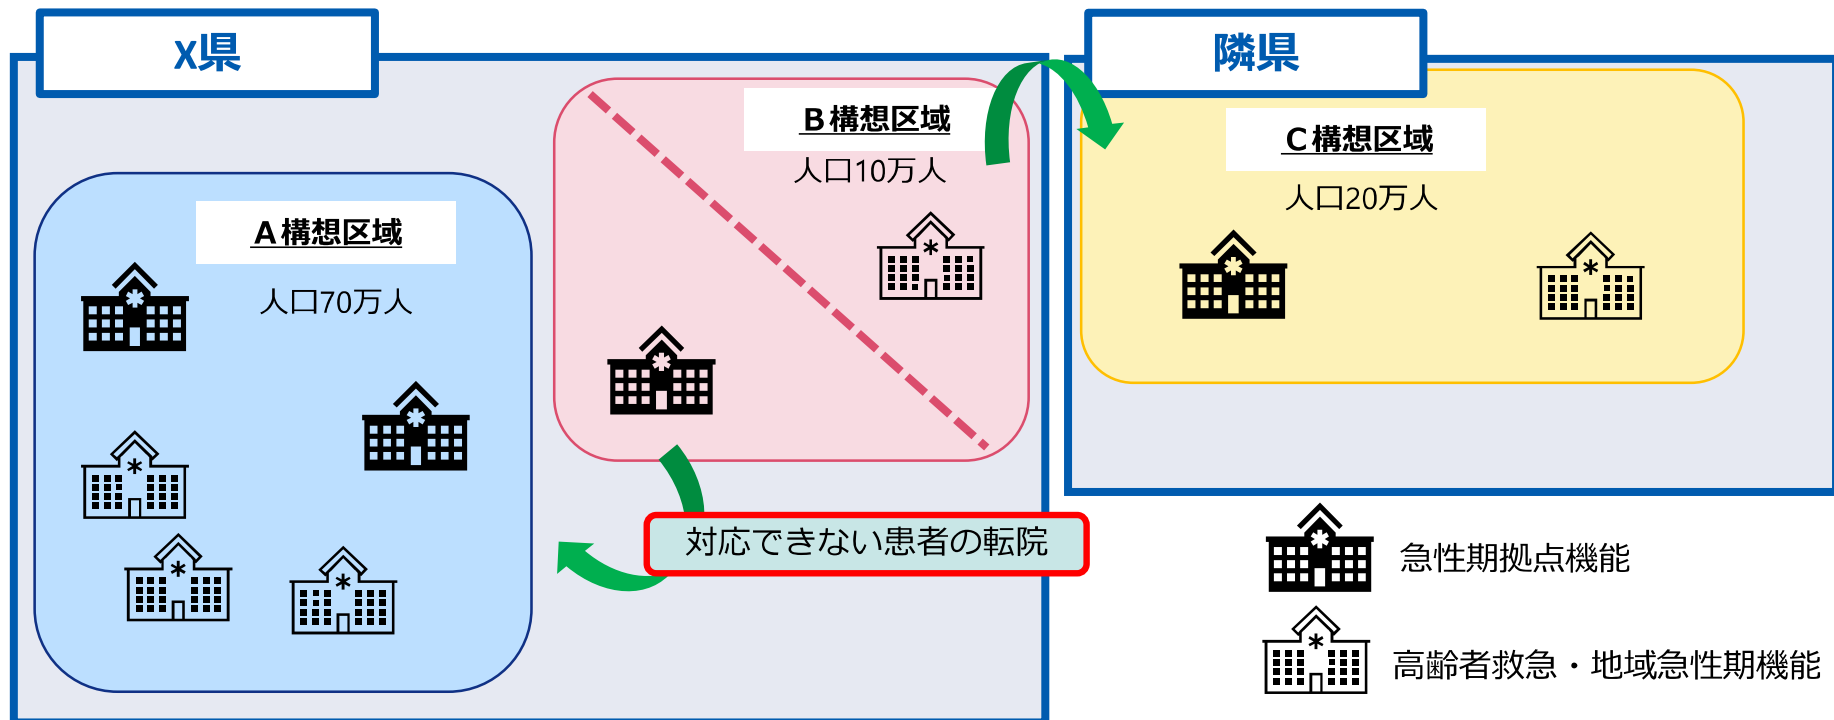 X県
隣県
B構想区域
人口10万人
C構想区域
人口20万人
A構想区域
人口70万人
対応できない患者の転院
急性期拠点機能
高齢者救急・地域急性期機能